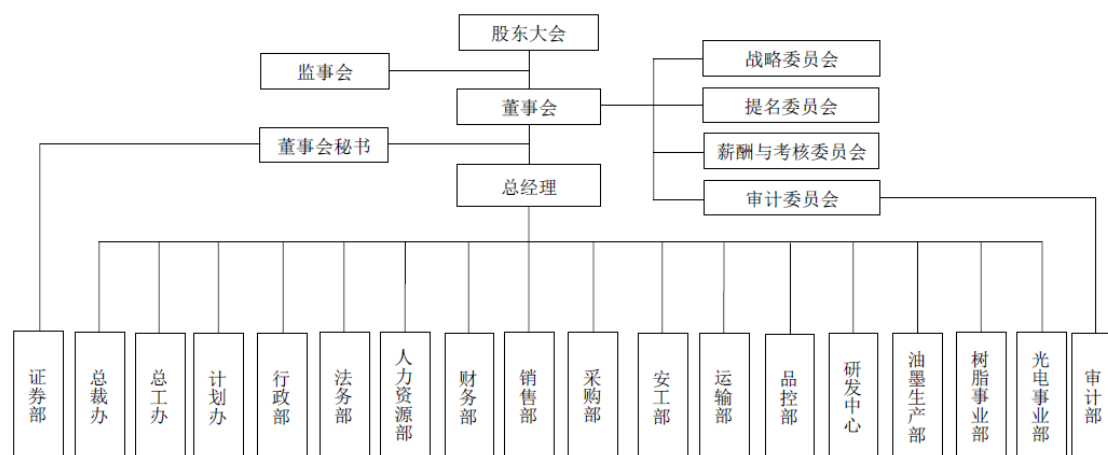 股东大会
监事会
战略委员会
董事会
提名委员会
董事会秘书
薪酬与考核委员会
总经理
审计委员会
证券部
总裁办
总工办
计划办
行政部
法务部
人力资源部
财务部
销售部
采购部
安工部
运输部
品控部
研发中心
油墨生产部
树脂事业部
光电事业部
审计部